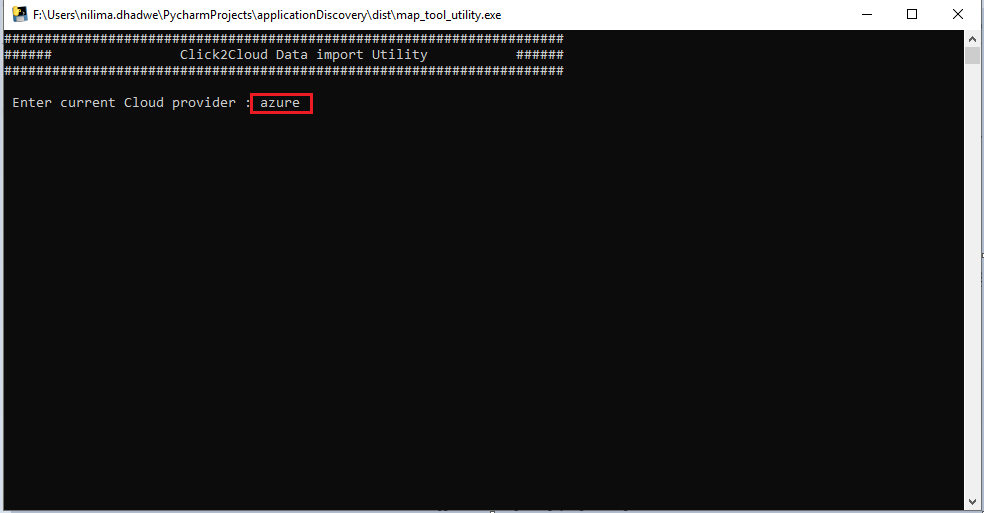 F:\Users\nilima.dhadwe\PycharmProjects\applicationDiscovery\dist\map_tool_utility.exe
######################################################################
###### Click2Cloud Data import Utility ######
######################################################################
Enter current Cloud provider : azure